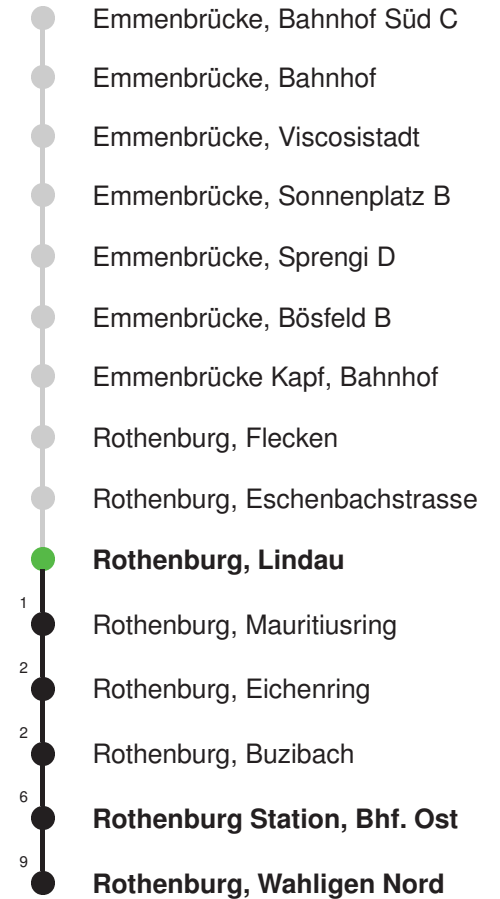 Emmenbrücke, Bahnhof Süd C
Emmenbrücke, Bahnhof
Emmenbrücke, Viscosistadt
Emmenbrücke, Sonnenplatz B
Emmenbrücke, Sprengi D
Emmenbrücke, Bösfeld B
Emmenbrücke Kapf, Bahnhof
Rothenburg, Flecken
Rothenburg, Eschenbachstrasse
Rothenburg, Lindau
1 Rothenburg, Mauritiusring
2 Rothenburg, Eichenring
2 Rothenburg, Buzibach
6 Rothenburg Station, Bhf. Ost
9 Rothenburg, Wahligen Nord